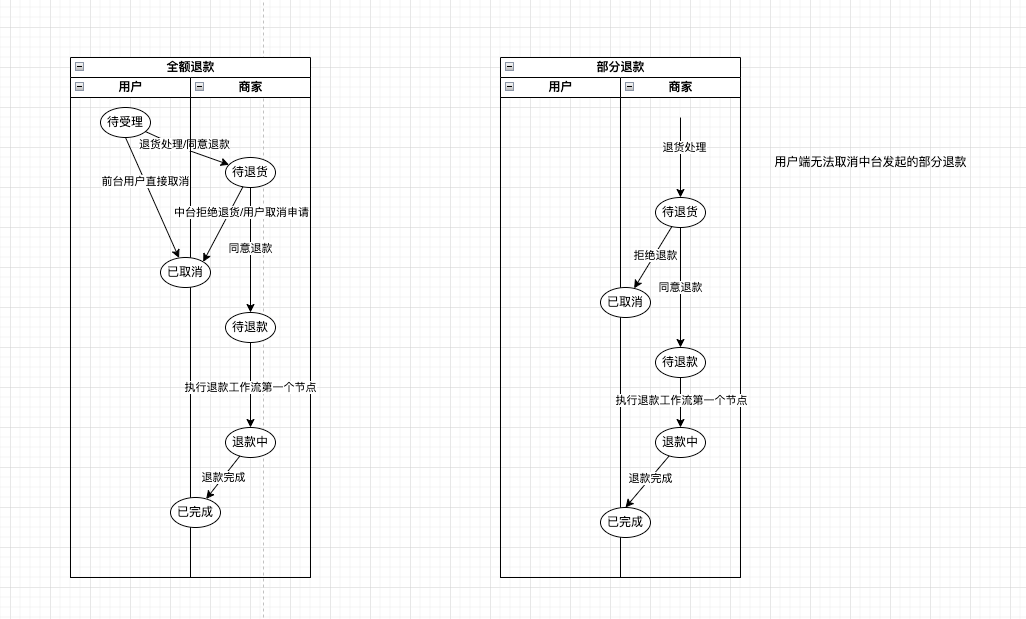 全额退款
用户
商家
待受理
退货处理/同意退款
待退货
前台用户直接取消
中台拒绝退货/用户取消申请
同意退款
已取消
待退款
执行退款工作流第一个节点
退款中
退款完成
已完成
部分退款
用户
商家
退货处理
待退货
拒绝退款
同意退款
已取消
待退款
执行退款工作流第一个节点
退款中
退款完成
已完成
用户端无法取消中台发起的部分退款